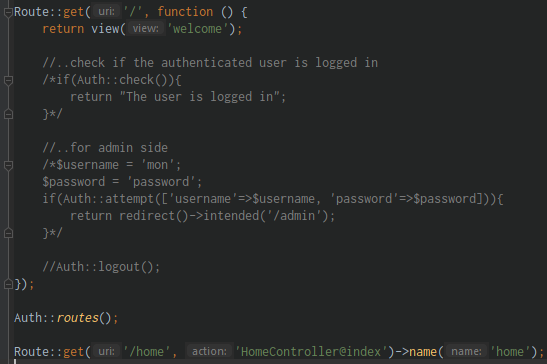 Route::get( uri: '/', function () {
    return view( view: 'welcome');

    //..check if the authenticated user is logged in
    /*if(Auth::check()){
        return "The user is logged in";
    }*/

    //..for admin side
    /*$username = 'mon';
    $password = 'password';
    if(Auth::attempt(['username'=>$username, 'password'=>$password])){
        return redirect()->intended('/admin');
    }*/

    //Auth::logout();
});

Auth::routes();

Route::get( uri: '/home', action: 'HomeController@index')->name( name: 'home');